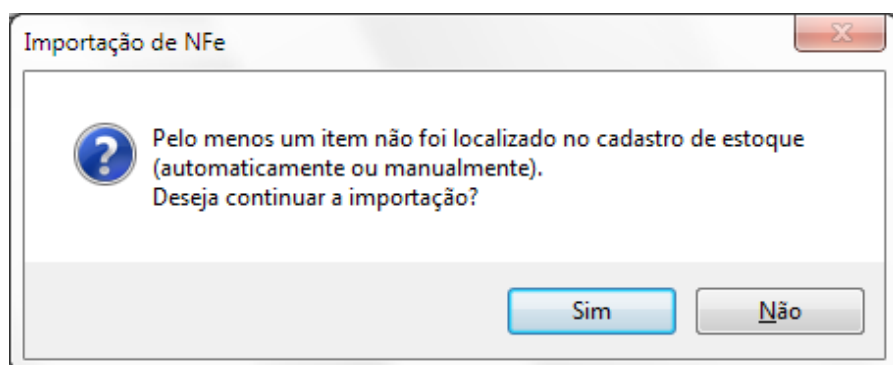 Importação de NFe
Pelo menos um item não foi localizado no cadastro de estoque
(automaticamente ou manualmente).
Deseja continuar a importação?
Sim
Não